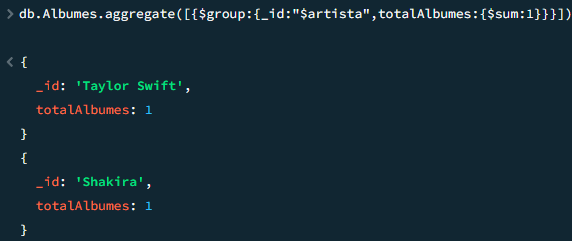 > db.Albumes.aggregate([{$group:{_id:"$artista",totalAlbumes:{$sum:1}}}])
< {
_id: 'Taylor Swift',
totalAlbumes: 1
}
{
_id: 'Shakira',
totalAlbumes: 1
}